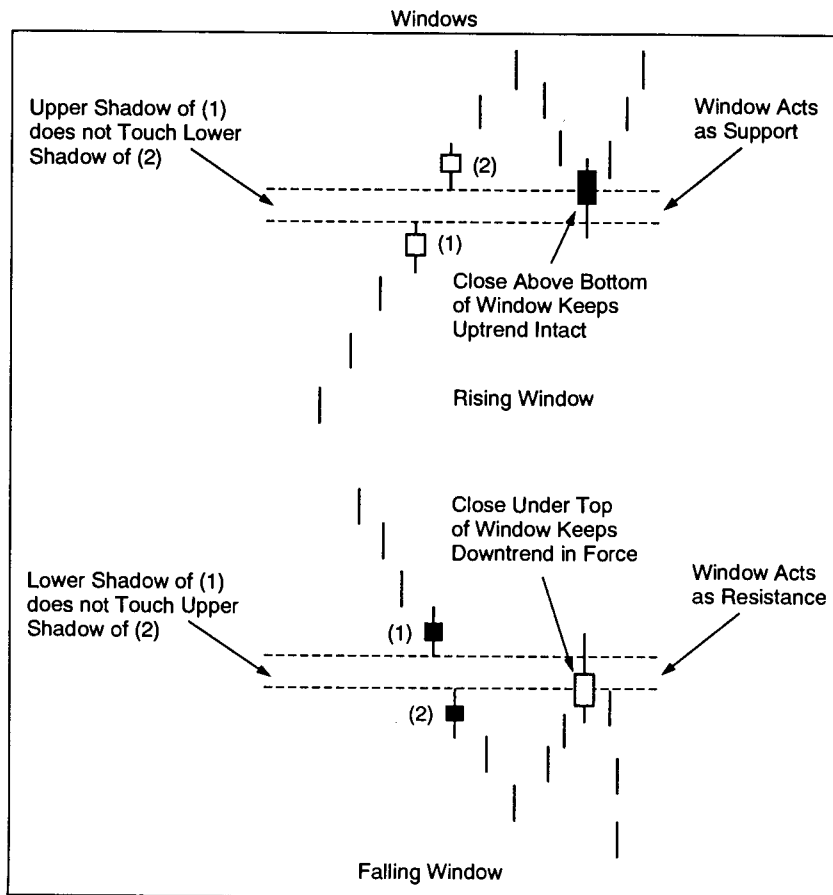 Windows
Upper Shadow of (1)
does not Touch Lower
Shadow of (2)
Window Acts
as Support
(2)
(1)
Close Above Bottom
of Window Keeps
Uptrend Intact
Rising Window
Close Under Top
of Window Keeps
Downtrend in Force
Lower Shadow of (1)
does not Touch Upper
Shadow of (2)
Window Acts
as Resistance
(1)
(2)
Falling Window